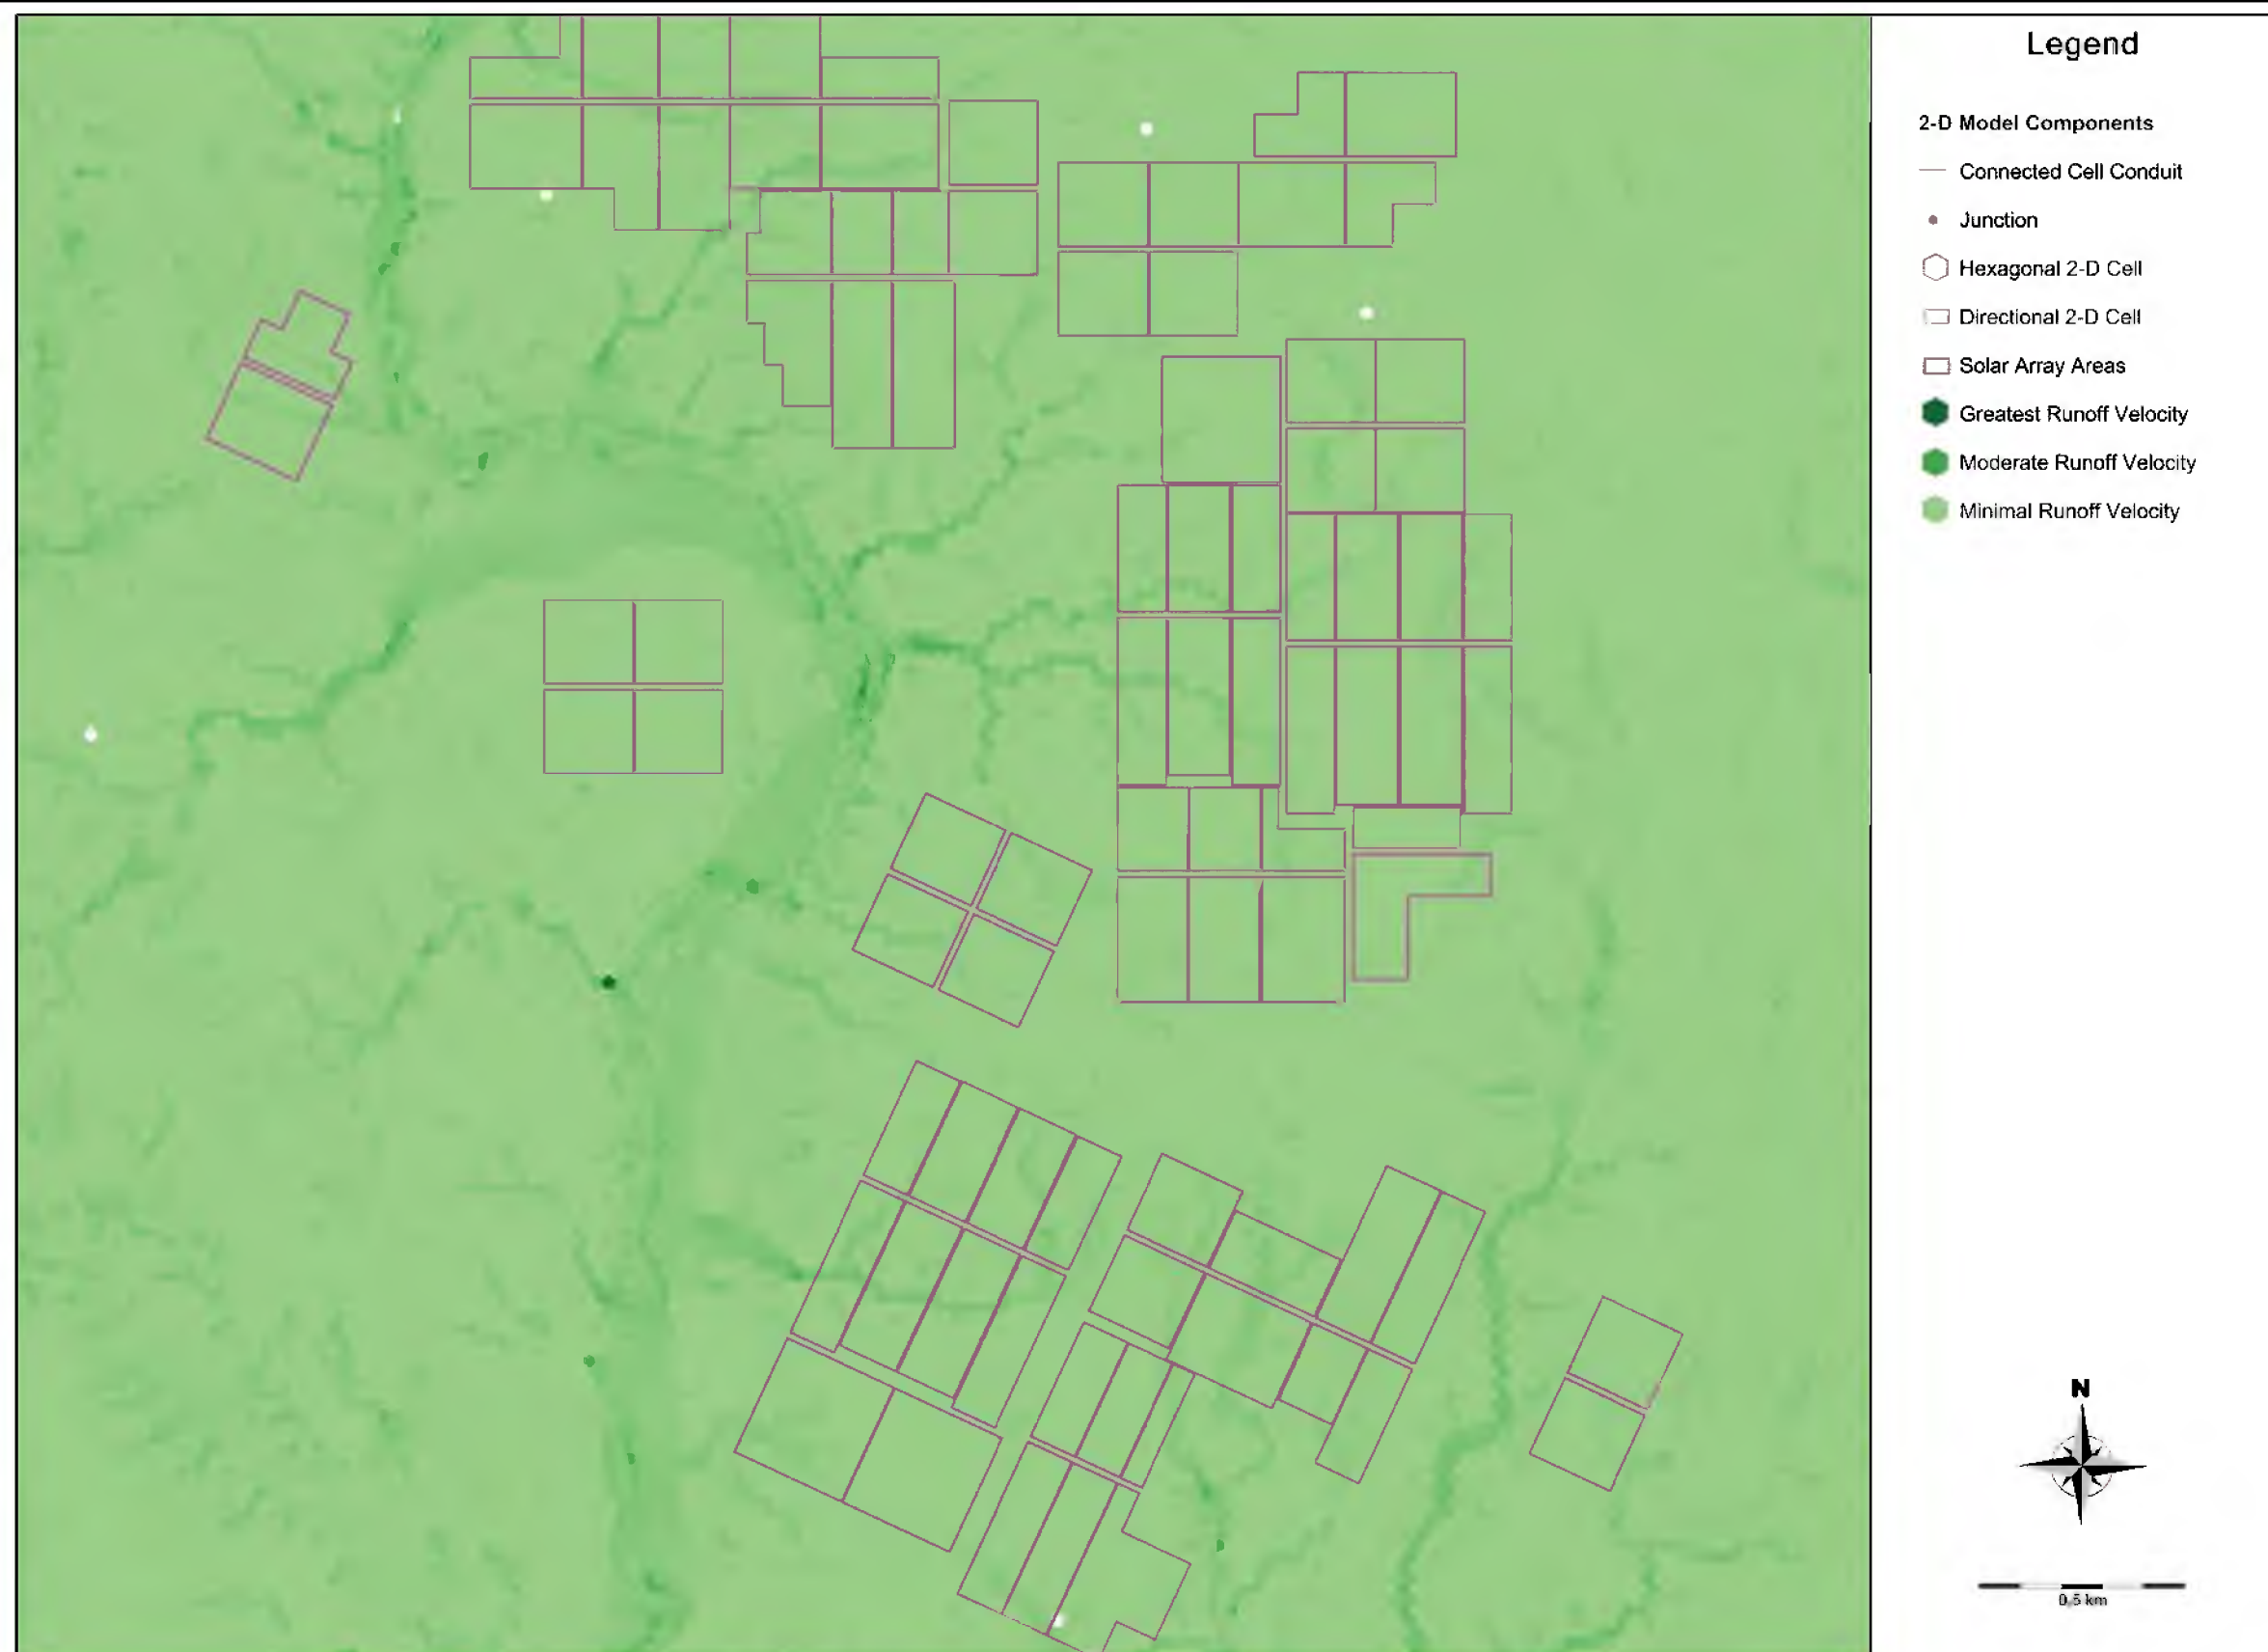 Legend
2-D Model Components
Connected Cell Conduit
Junction
Hexagonal 2-D Cell
Directional 2-D Cell
Solar Array Areas
Greatest Runoff Velocity
Moderate Runoff Velocity
Minimal Runoff Velocity
N
0.5 km